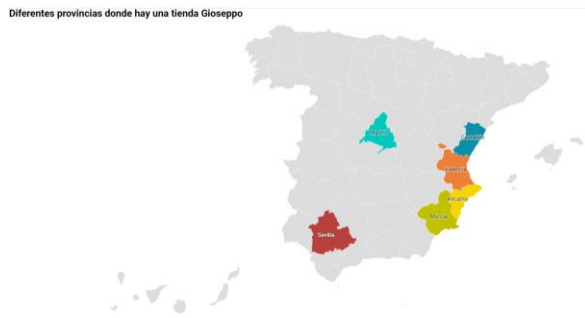 Diferentes provincias donde hay una tienda Gioseppo
Madrid
Castellón
Valencia
Alicante
Murcia
Sevilla